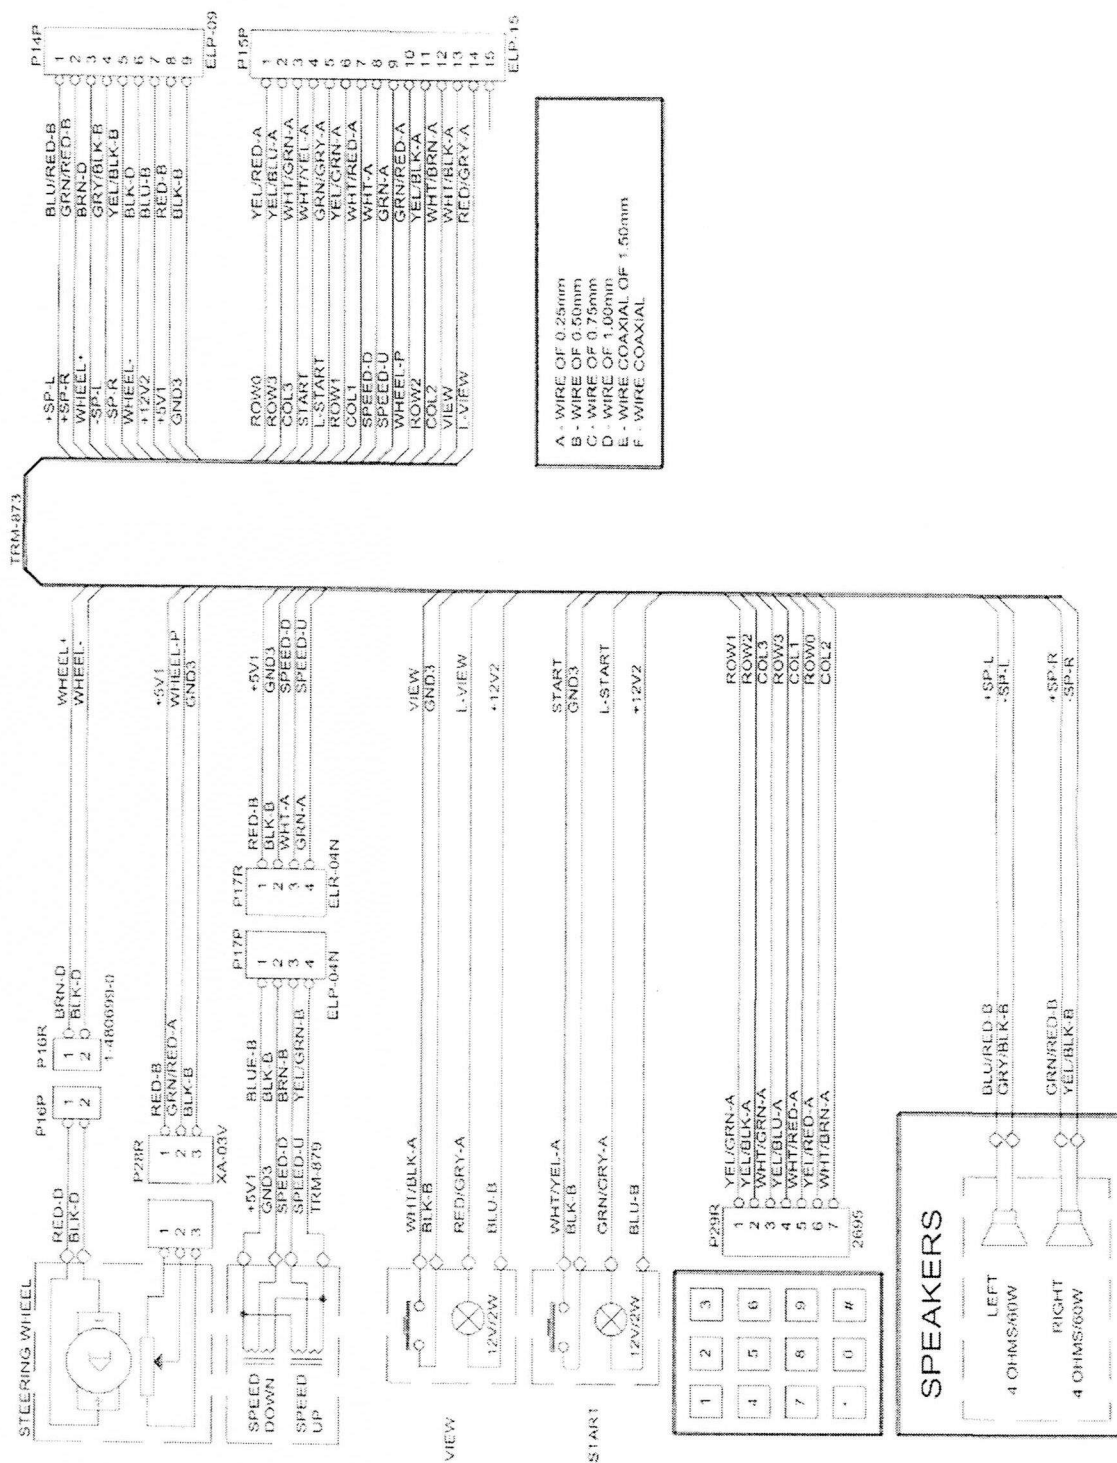 TRM-873
P14P
1
2
3
4
5
6
7
8
9
ELP-09
BLU/RED-B
GRN/RED-B
BRN-D
GRY/BLK-B
YEL/BLK-B
BLK-D
BLU-B
RED-B
BLK-B
+SP-L
+SP-R
WHEEL+
-SP-L
-SP-R
WHEEL-
+12V2
+5V1
GND3
P15P
1
2
3
4
5
6
7
8
9
10
11
12
13
14
15
ELP-15
YEL/RED-A
YEL/BLU-A
WHT/GRN-A
WHT/YEL-A
GRN/GRY-A
YEL/GRN-A
WHT/RED-A
WHT-A
GRN-A
GRN/RED-A
YEL/BLK-A
WHT/BRN-A
WHT/BLK-A
RED/GRY-A
ROW0
ROW3
COL3
START
L-START
ROW1
COL1
SPEED-D
SPEED-U
WHEEL-P
ROW2
COL2
VIEW
L-VIEW
A - WIRE OF 0.25mm
B - WIRE OF 0.50mm
C - WIRE OF 0.75mm
D - WIRE OF 1.00mm
E - WIRE COAXIAL OF 1.50mm
F - WIRE COAXIAL
STEERING WHEEL
RED-D
BLK-D
P16P
1
2
P16R
1
2
1-480699-0
BRN-D
BLK-D
WHEEL+
WHEEL-
1
2
3
P28R
1
2
3
XA-03V
RED-B
GRN/RED-A
BLK-B
+5V1
WHEEL-P
GND3
SPEED
DOWN
SPEED
UP
+5V1
GND3
SPEED-D
SPEED-U
TRM-879
BLUE-B
BLK-B
BRN-B
YEL/GRN-B
P17P
1
2
3
4
ELP-04N
P17R
1
2
3
4
ELR-04N
RED-B
BLK-B
WHT-A
GRN-A
+5V1
GND3
SPEED-D
SPEED-U
VIEW
12V/2W
WHT/BLK-A
BLK-B
RED/GRY-A
BLU-B
VIEW
GND3
L-VIEW
+12V2
START
12V/2W
WHT/YEL-A
BLK-B
GRN/GRY-A
BLU-B
START
GND3
L-START
+12V2
1 2 3
4 5 6
7 8 9
0 #
P29R
1
2
3
4
5
6
7
2695
YEL/GRN-A
YEL/BLK-A
WHT/GRN-A
YEL/BLU-A
WHT/RED-A
YEL/RED-A
WHT/BRN-A
ROW1
ROW2
COL3
ROW3
COL1
ROW0
COL2
SPEAKERS
LEFT
4 OHMS/60W
RIGHT
4 OHMS/60W
BLU/RED B
GRY/BLK-B
GRN/RED-B
YEL/BLK-B
+SP-L
-SP-L
+SP-R
-SP-R